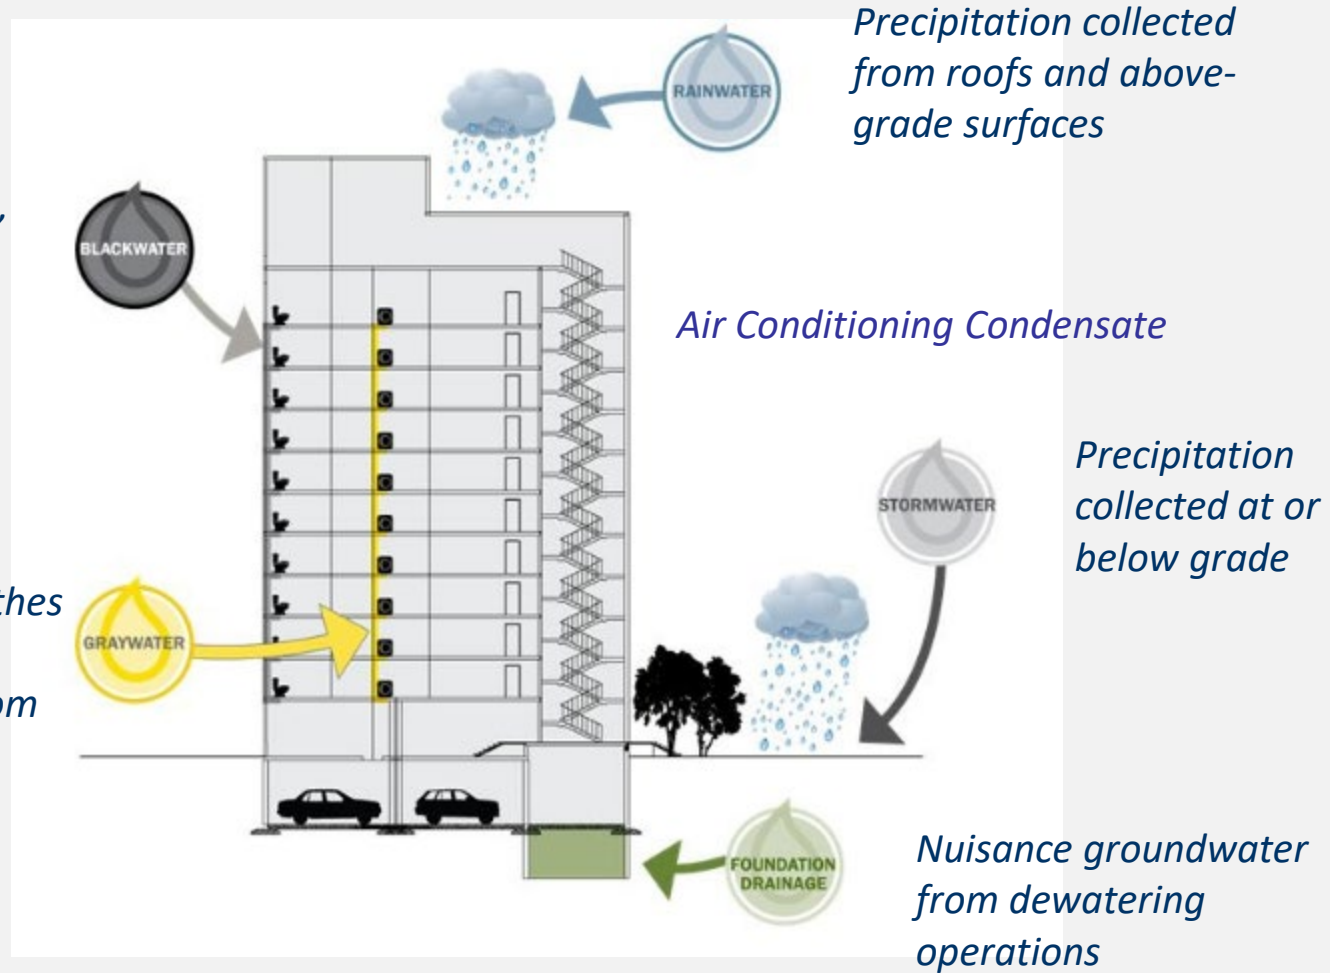 Precipitation collected
from roofs and above-
grade surfaces
RAINWATER
BLACKWATER
Air Conditioning Condensate
Precipitation
collected at or
below grade
STORMWATER
GRAYWATER
Nuisance groundwater
from dewatering
operations
FOUNDATION
DRAINAGE